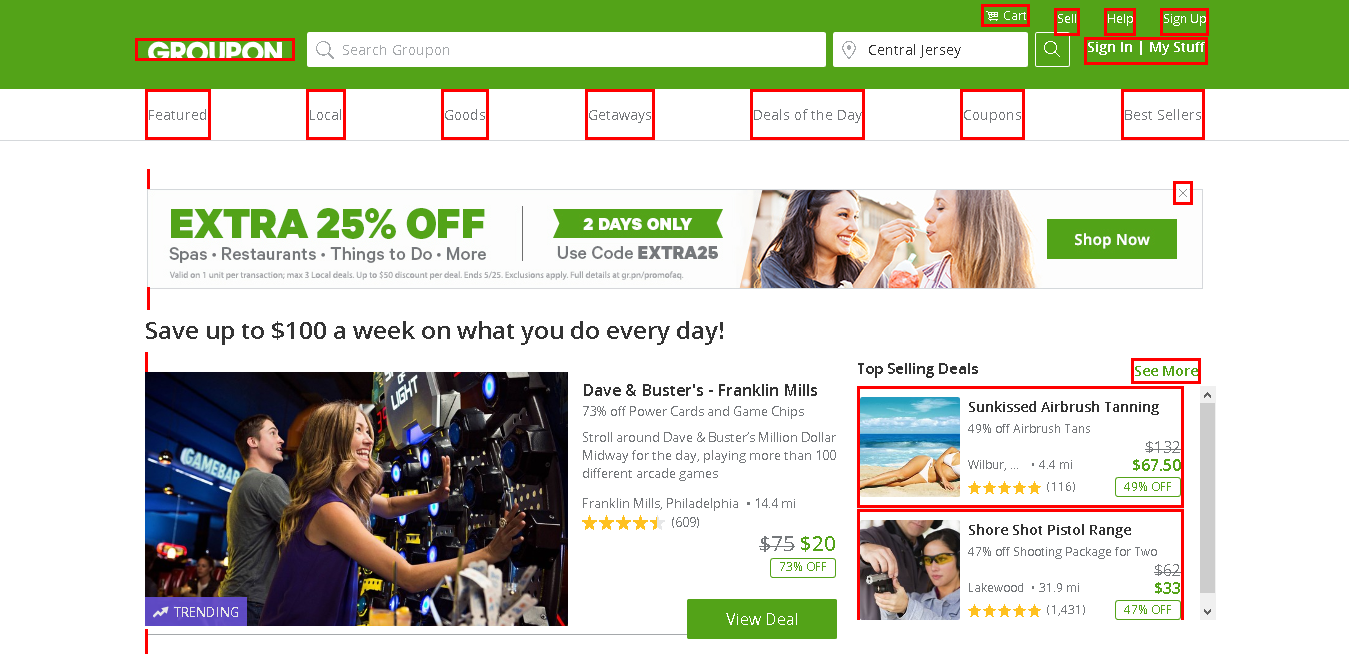 Cart
Sell
Help
Sign Up
GROUPON
Search Groupon
Central Jersey
Sign In | My Stuff
Featured
Local
Goods
Getaways
Deals of the Day
Coupons
Best Sellers
EXTRA 25% OFF
Spas • Restaurants • Things to Do • More
Valid on 1 unit per transaction; max 3 Local deals. Up to $50 discount per deal. Ends 5/25. Exclusions apply. Full details at gr.pn/promofaq.
2 DAYS ONLY
Use Code EXTRA25
Shop Now
Save up to $100 a week on what you do every day!
GAMEBAR
OF
LIGHT
TRENDING
Dave & Buster's - Franklin Mills
73% off Power Cards and Game Chips
Stroll around Dave & Buster’s Million Dollar
Midway for the day, playing more than 100
different arcade games
Franklin Mills, Philadelphia • 14.4 mi
(609)
$75 $20
73% OFF
View Deal
Top Selling Deals
See More
Sunkissed Airbrush Tanning
49% off Airbrush Tans
$132
Wilbur, ... • 4.4 mi
$67.50
(116)
49% OFF
Shore Shot Pistol Range
47% off Shooting Package for Two
$62
Lakewood • 31.9 mi
$33
(1,431)
47% OFF